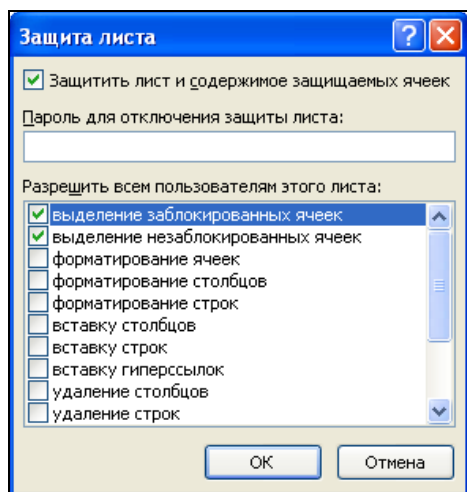 Защита листа
Защитить лист и содержимое защищаемых ячеек
Пароль для отключения защиты листа:
Разрешить всем пользователям этого листа:
выделение заблокированных ячеек
выделение незаблокированных ячеек
форматирование ячеек
форматирование столбцов
форматирование строк
вставку столбцов
вставку строк
вставку гиперссылок
удаление столбцов
удаление строк
ОК Отмена